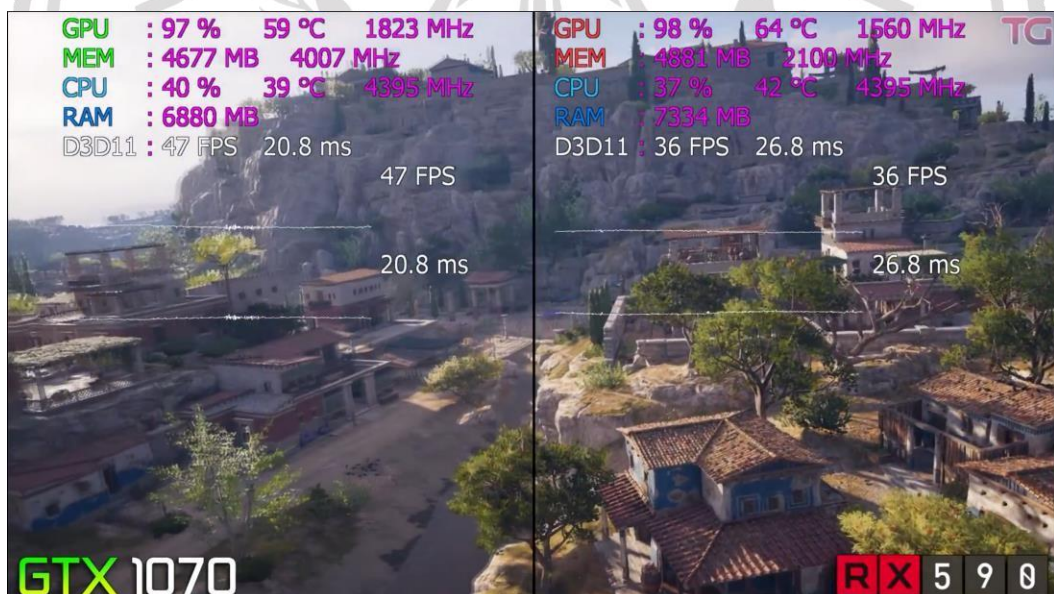 GPU : 97 % 59 °C 1823 MHz
MEM : 4677 MB 4007 MHz
CPU : 40 % 39 °C 4395 MHz
RAM : 6880 MB
D3D11 : 47 FPS 20.8 ms
47 FPS
20.8 ms
GTX 1070
GPU : 98 % 64 °C 1560 MHz
MEM : 4881 MB 2100 MHz
CPU : 37 % 42 °C 4395 MHz
RAM : 7334 MB
D3D11 : 36 FPS 26.8 ms
36 FPS
26.8 ms
RX 590
TG